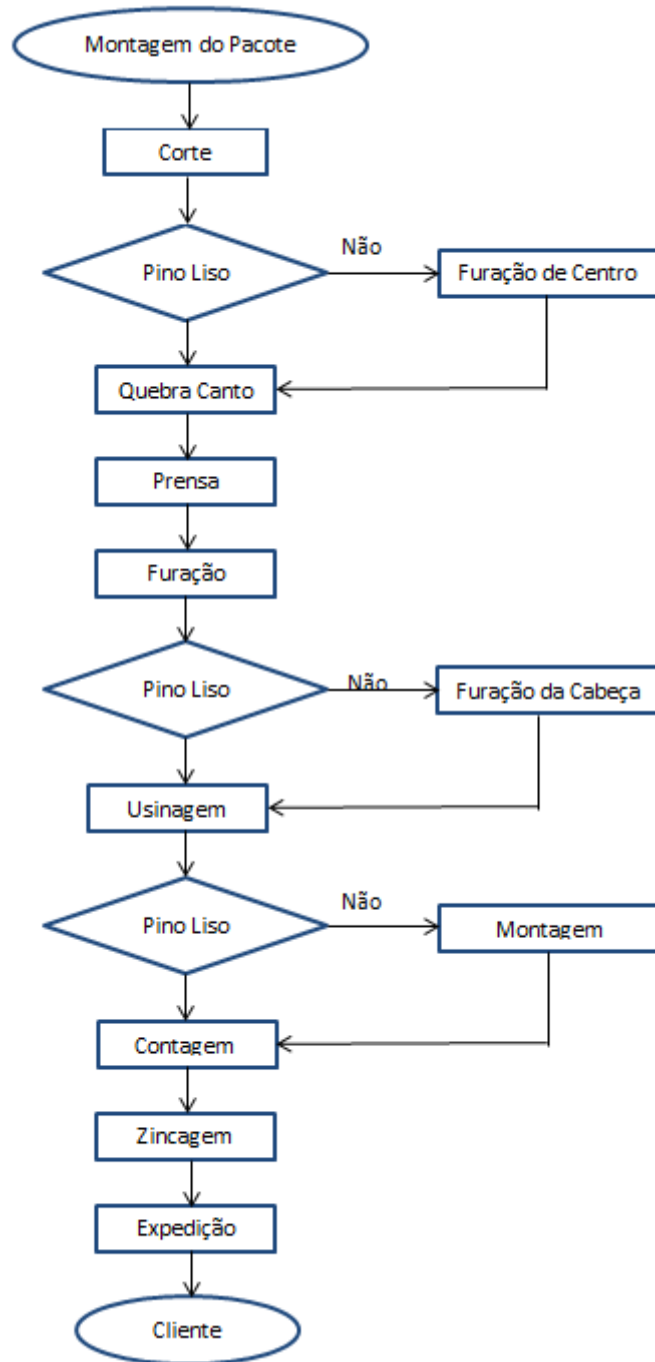 Montagem do Pacote
Corte
Pino Liso
Não
Furação de Centro
Quebra Canto
Prensa
Furação
Pino Liso
Não
Furação da Cabeça
Usinagem
Pino Liso
Não
Montagem
Contagem
Zincagem
Expedição
Cliente